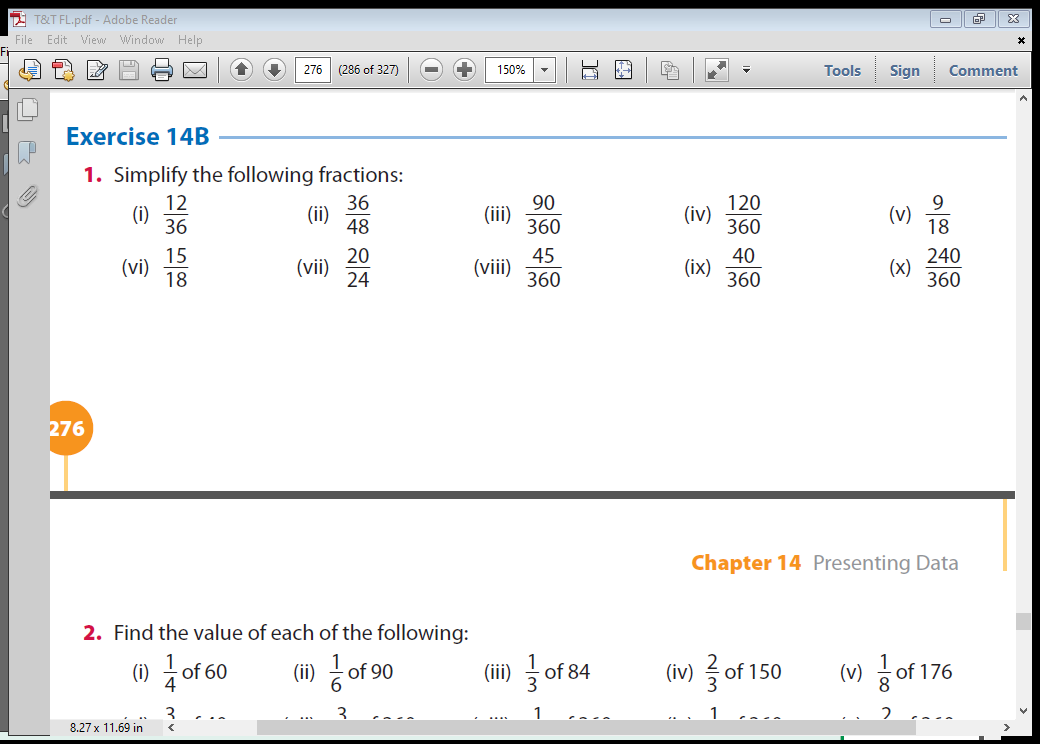 T&T FL.pdf - Adobe Reader
File Edit View Window Help
276 (286 of 327) 150% Tools Sign Comment
Exercise 14B
1. Simplify the following fractions:
(i) 12/36 (ii) 36/48 (iii) 90/360 (iv) 120/360 (v) 9/18
(vi) 15/18 (vii) 20/24 (viii) 45/360 (ix) 40/360 (x) 240/360
276
Chapter 14 Presenting Data
2. Find the value of each of the following:
(i) 1/4 of 60 (ii) 1/6 of 90 (iii) 1/3 of 84 (iv) 2/3 of 150 (v) 1/8 of 176
8.27 x 11.69 in